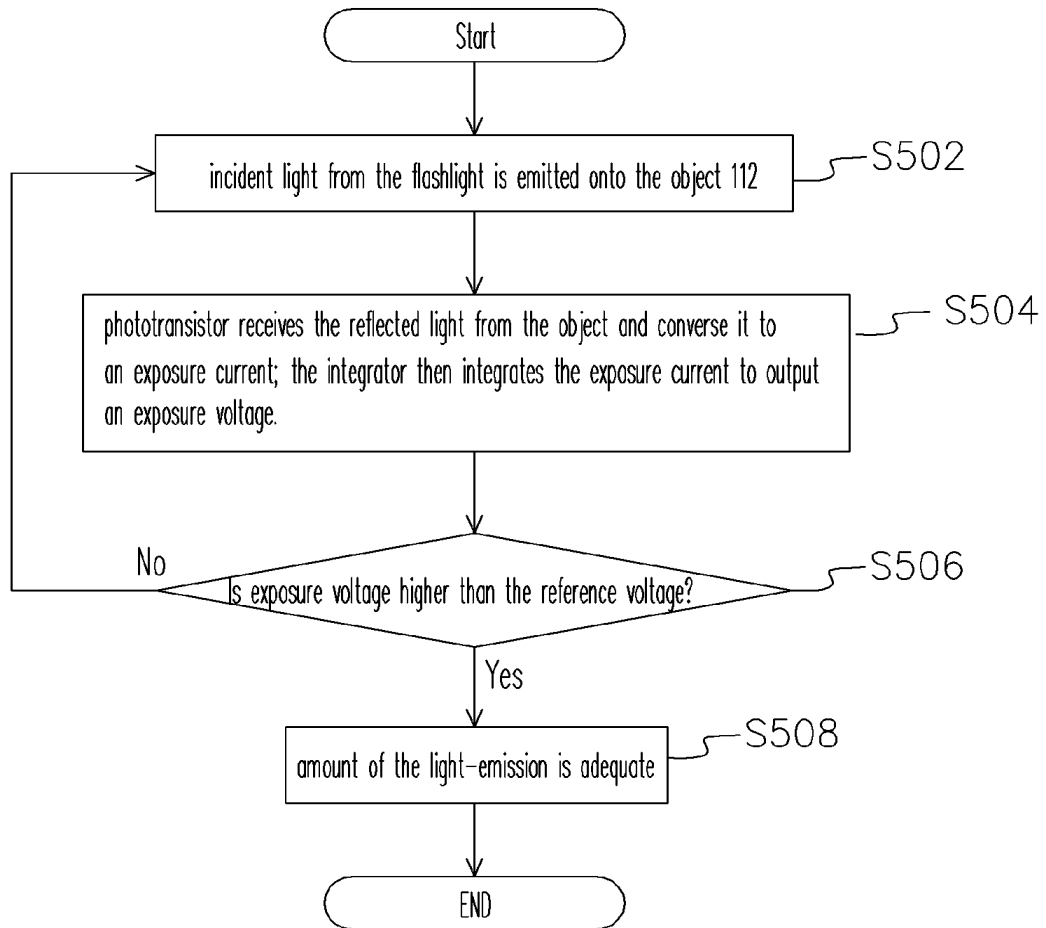 Start
incident light from the flashlight is emitted onto the object 112
S502
phototransistor receives the reflected light from the object and converse it to
an exposure current; the integrator then integrates the exposure current to output
an exposure voltage.
S504
No
Is exposure voltage higher than the reference voltage?
S506
Yes
amount of the light-emission is adequate
S508
END